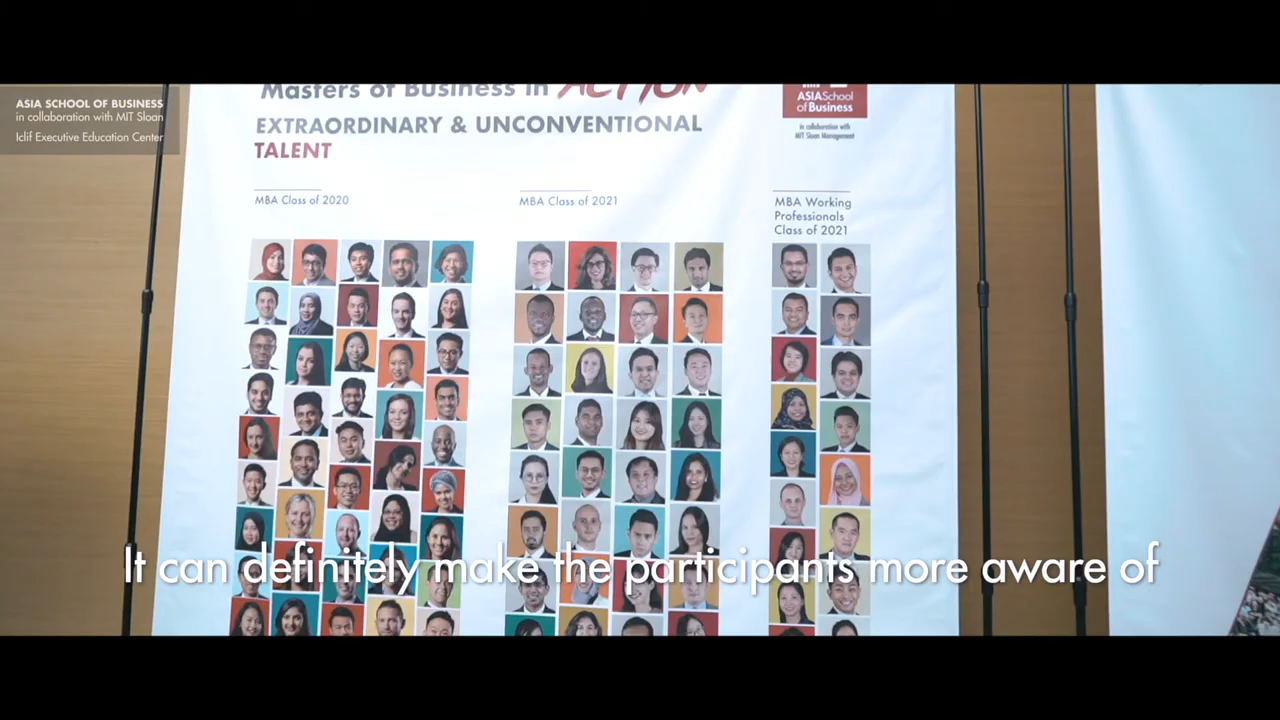 Masters of Business in ACTION
EXTRAORDINARY & UNCONVENTIONAL
TALENT
ASIA SCHOOL OF BUSINESS
in collaboration with MIT Sloan
Iclif Executive Education Center
ASIA School
of Business
in collaboration with
MIT Sloan Management
MBA Class of 2020
MBA Class of 2021
MBA Working
Professionals
Class of 2021
It can definitely make the participants more aware of